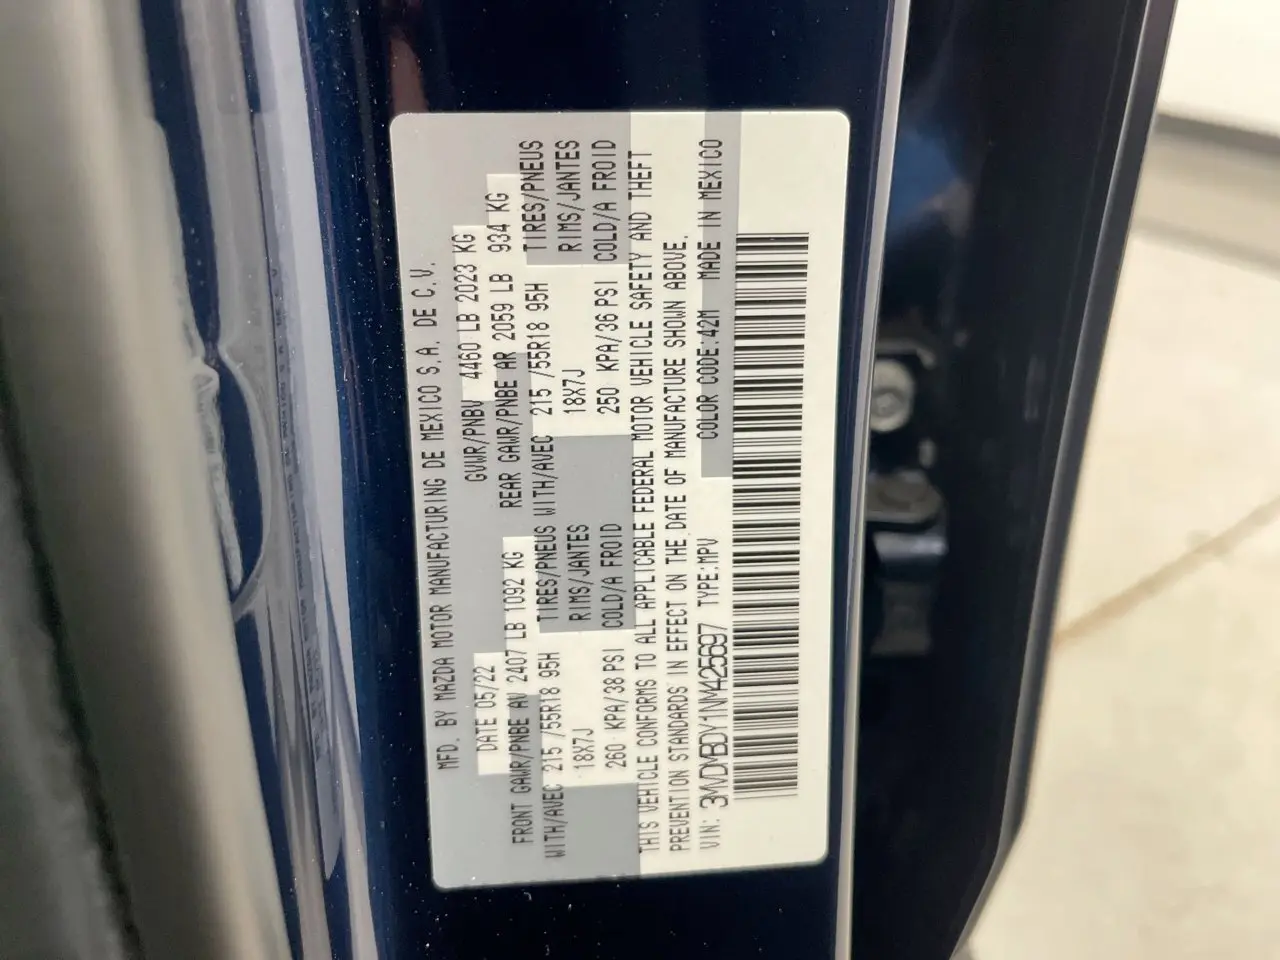 MFD. BY MAZDA MOTOR MANUFACTURING DE MEXICO S.A. DE C.V.
DATE 05/22 GVWR/PNBV 4460 LB 2023 KG
FRONT GAWR/PNBE AV 2407 LB 1092 KG REAR GAWR/PNBE AR 2059 LB 934 KG
WITH/AVEC 215 /55R18 95H TIRES/PNEUS WITH/AVEC 215 /55R18 95H TIRES/PNEUS
18X7J RIMS/JANTES 18X7J RIMS/JANTES
260 KPA/38 PSI COLD/A FROID 250 KPA/36 PSI COLD/A FROID
THIS VEHICLE CONFORMS TO ALL APPLICABLE FEDERAL MOTOR VEHICLE SAFETY AND THEFT
PREVENTION STANDARDS IN EFFECT ON THE DATE OF MANUFACTURE SHOWN ABOVE.
VIN: 3MVDMBDY1NM425697 TYPE:MPV COLOR CODE:42M MADE IN MEXICO